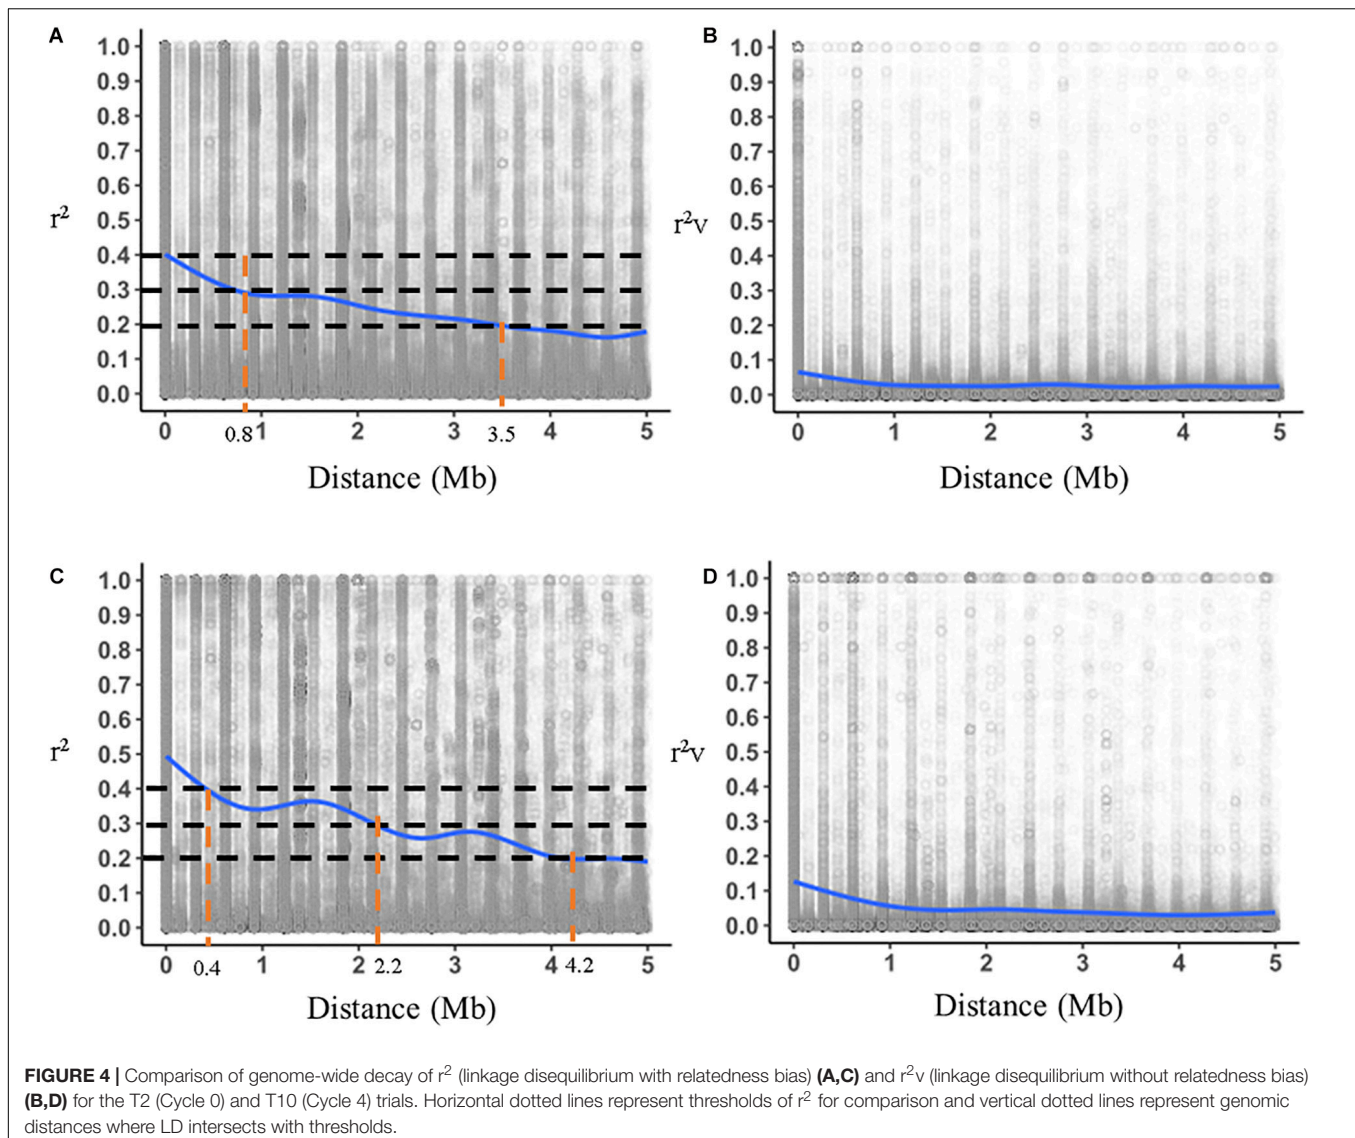 A
1.0
0.9
0.8
0.7
0.6
0.5
0.4
0.3
0.2
0.1
0.0
r²
0 0.8 1 2 3 3.5 4 5
Distance (Mb)
B
1.0
0.9
0.8
0.7
0.6
0.5
0.4
0.3
0.2
0.1
0.0
r²v
0 1 2 3 4 5
Distance (Mb)
C
1.0
0.9
0.8
0.7
0.6
0.5
0.4
0.3
0.2
0.1
0.0
r²
0 0.4 1 2 2.2 3 4 4.2 5
Distance (Mb)
D
1.0
0.9
0.8
0.7
0.6
0.5
0.4
0.3
0.2
0.1
0.0
r²v
0 1 2 3 4 5
Distance (Mb)
FIGURE 4 | Comparison of genome-wide decay of r² (linkage disequilibrium with relatedness bias) (A,C) and r²v (linkage disequilibrium without relatedness bias)
(B,D) for the T2 (Cycle 0) and T10 (Cycle 4) trials. Horizontal dotted lines represent thresholds of r² for comparison and vertical dotted lines represent genomic
distances where LD intersects with thresholds.